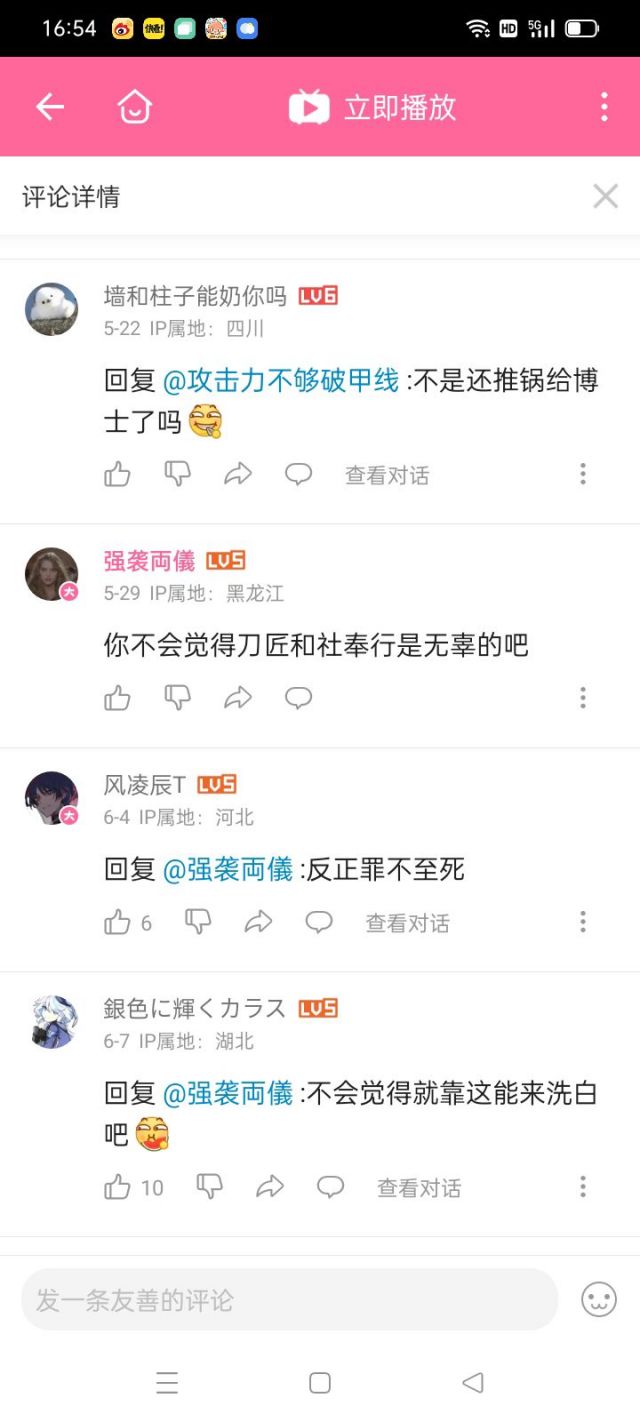 16:54
HD 5G
立即播放
评论详情
墙和柱子能奶你吗 LV6
5-22 IP属地：四川
回复 @攻击力不够破甲线 :不是还推锅给博
士了吗
查看对话
强袭両儀 LV5
5-29 IP属地：黑龙江
你不会觉得刀匠和社奉行是无辜的吧
风凌辰T LV5
6-4 IP属地：河北
回复 @强袭両儀 :反正罪不至死
6 查看对话
銀色に輝くカラス LV5
6-7 IP属地：湖北
回复 @强袭両儀 :不会觉得就靠这能来洗白
吧
10 查看对话
发一条友善的评论